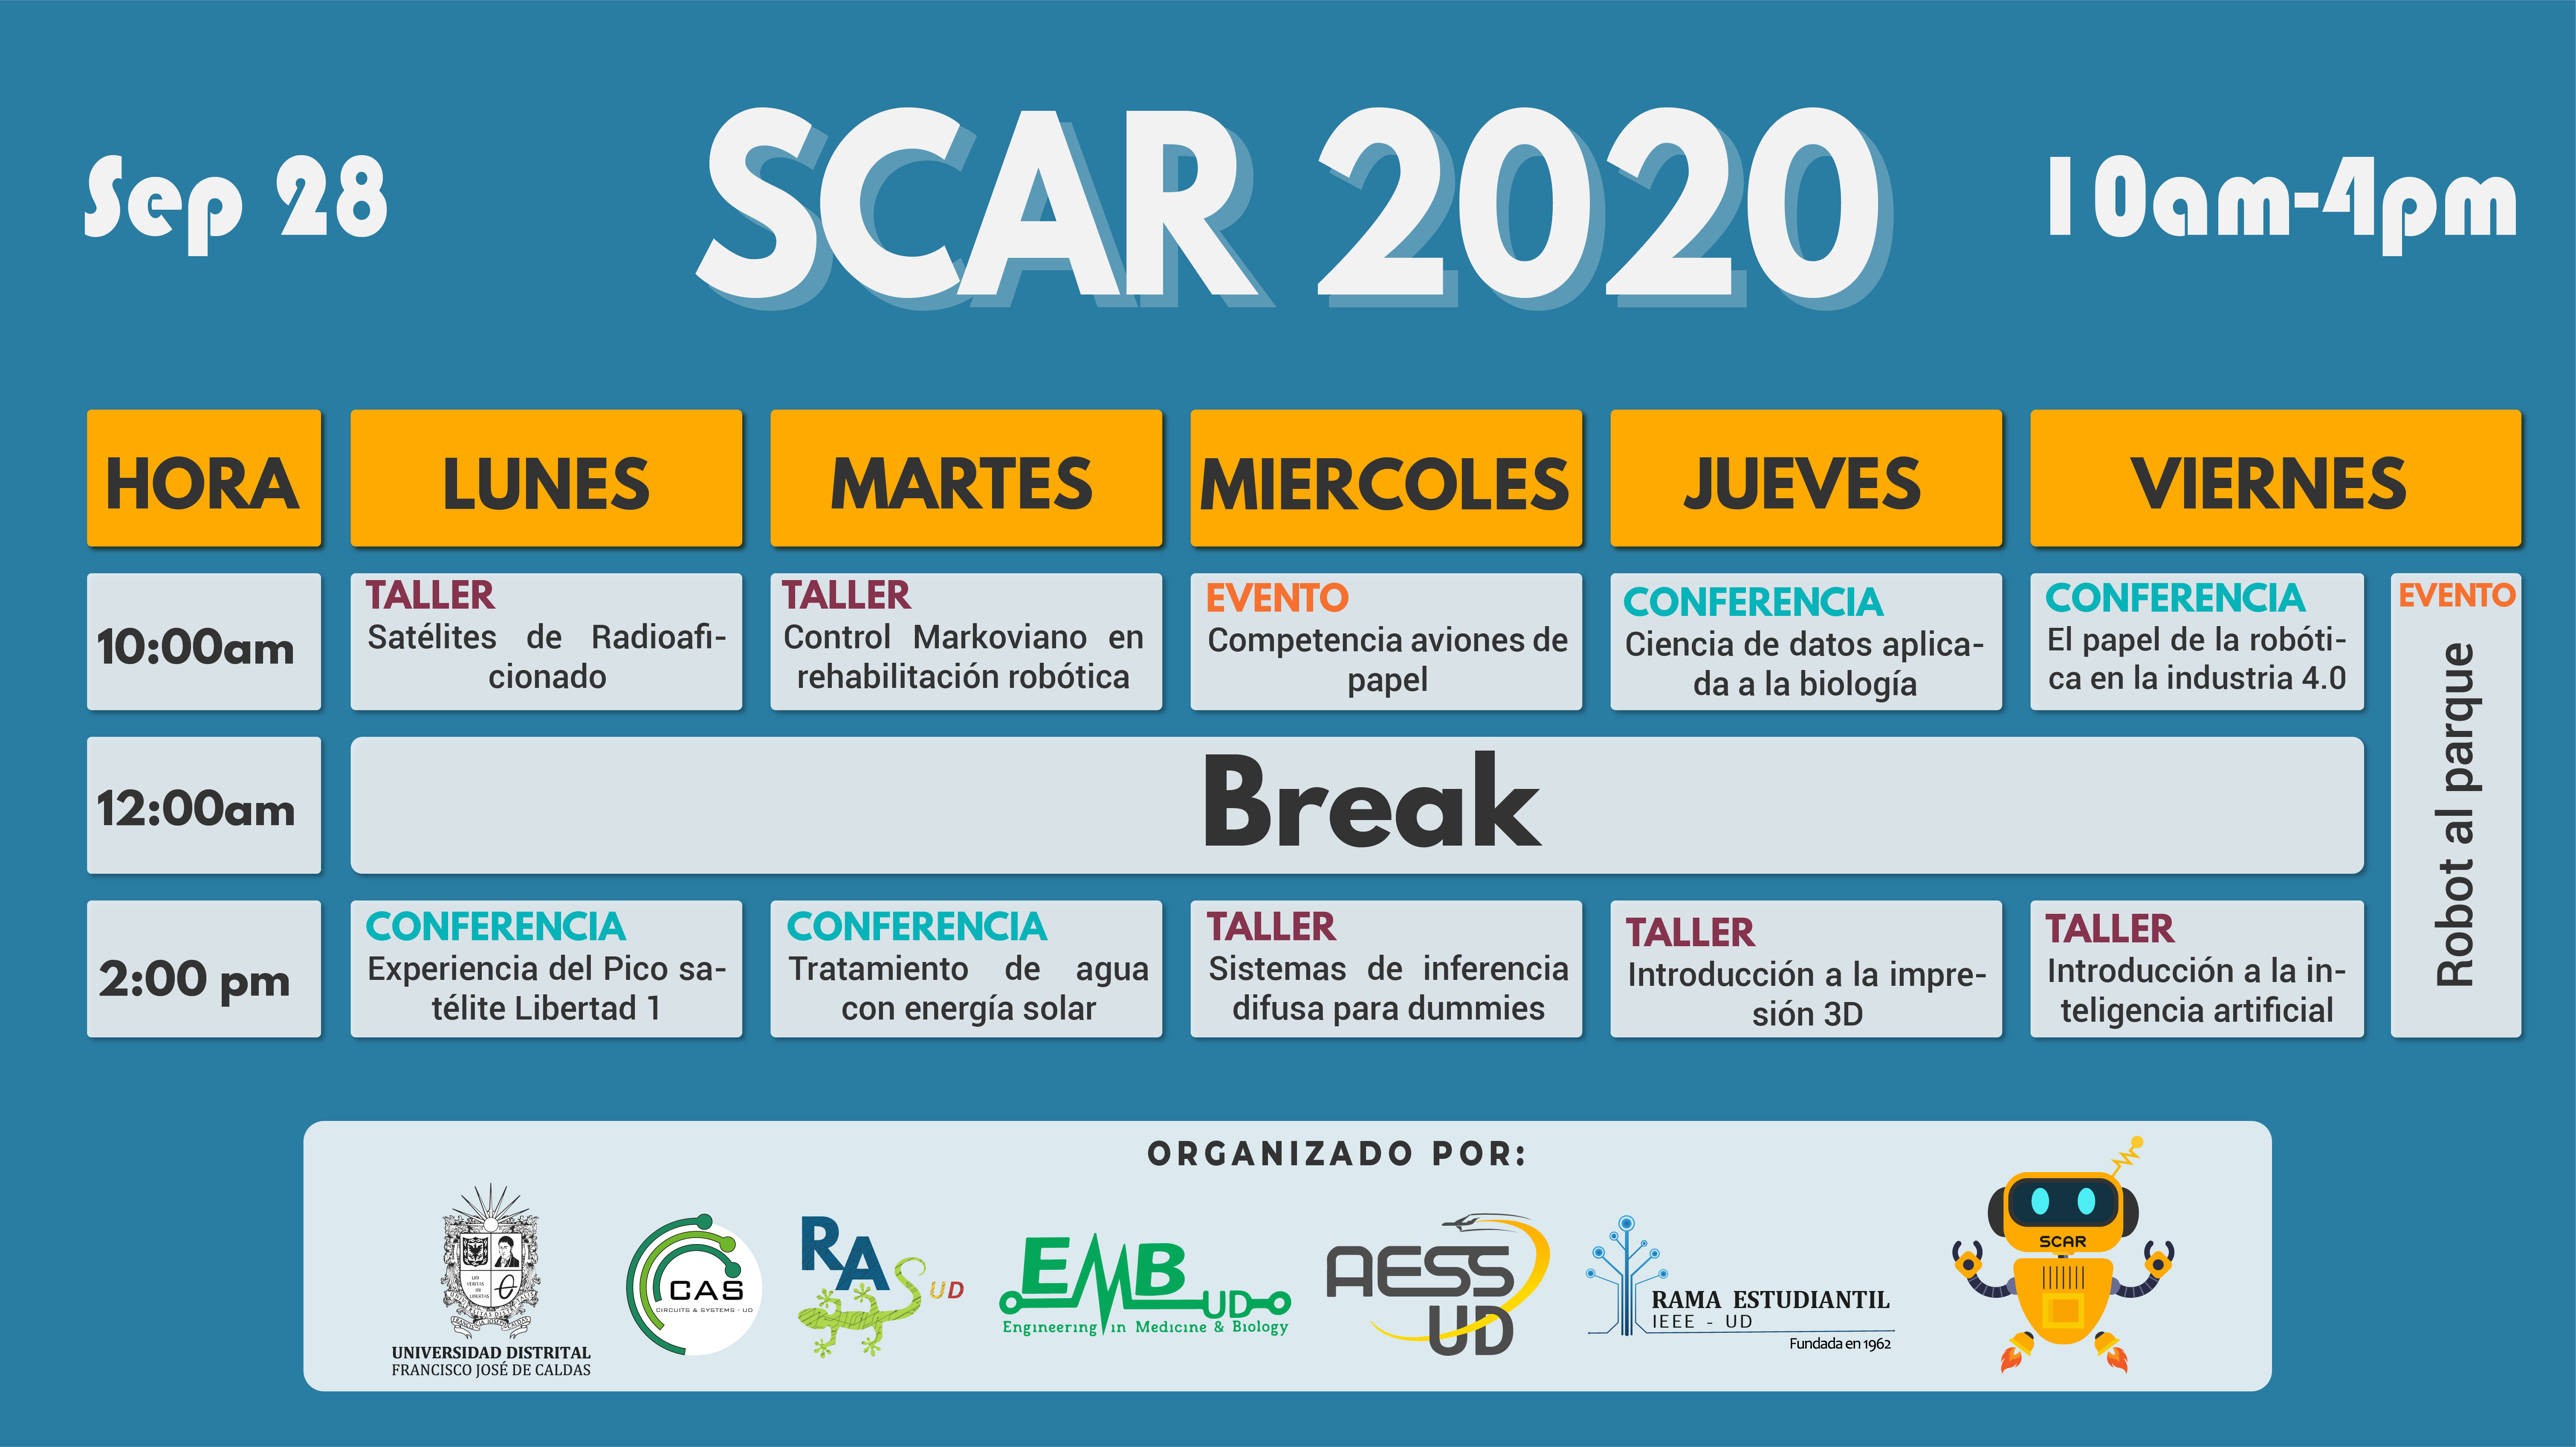 Sep 28
SCAR 2020
10am-4pm
HORA
LUNES
MARTES
MIERCOLES
JUEVES
VIERNES
10:00am
TALLER
Satélites de Radioafi-
cionado
TALLER
Control Markoviano en
rehabilitación robótica
EVENTO
Competencia aviones de
papel
CONFERENCIA
Ciencia de datos aplica-
da a la biología
CONFERENCIA
El papel de la robóti-
ca en la industria 4.0
EVENTO
Robot al parque
12:00am
Break
2:00 pm
CONFERENCIA
Experiencia del Pico sa-
télite Libertad 1
CONFERENCIA
Tratamiento de agua
con energía solar
TALLER
Sistemas de inferencia
difusa para dummies
TALLER
Introducción a la impre-
sión 3D
TALLER
Introducción a la in-
teligencia artificial
ORGANIZADO POR:
UNIVERSIDAD DISTRITAL
FRANCISCO JOSÉ DE CALDAS
CAS
CIRCUITS & SYSTEMS - UD
RAS UD
EMB UD
Engineering in Medicine & Biology
AESS
UD
RAMA ESTUDIANTIL
IEEE - UD
Fundada en 1962
SCAR